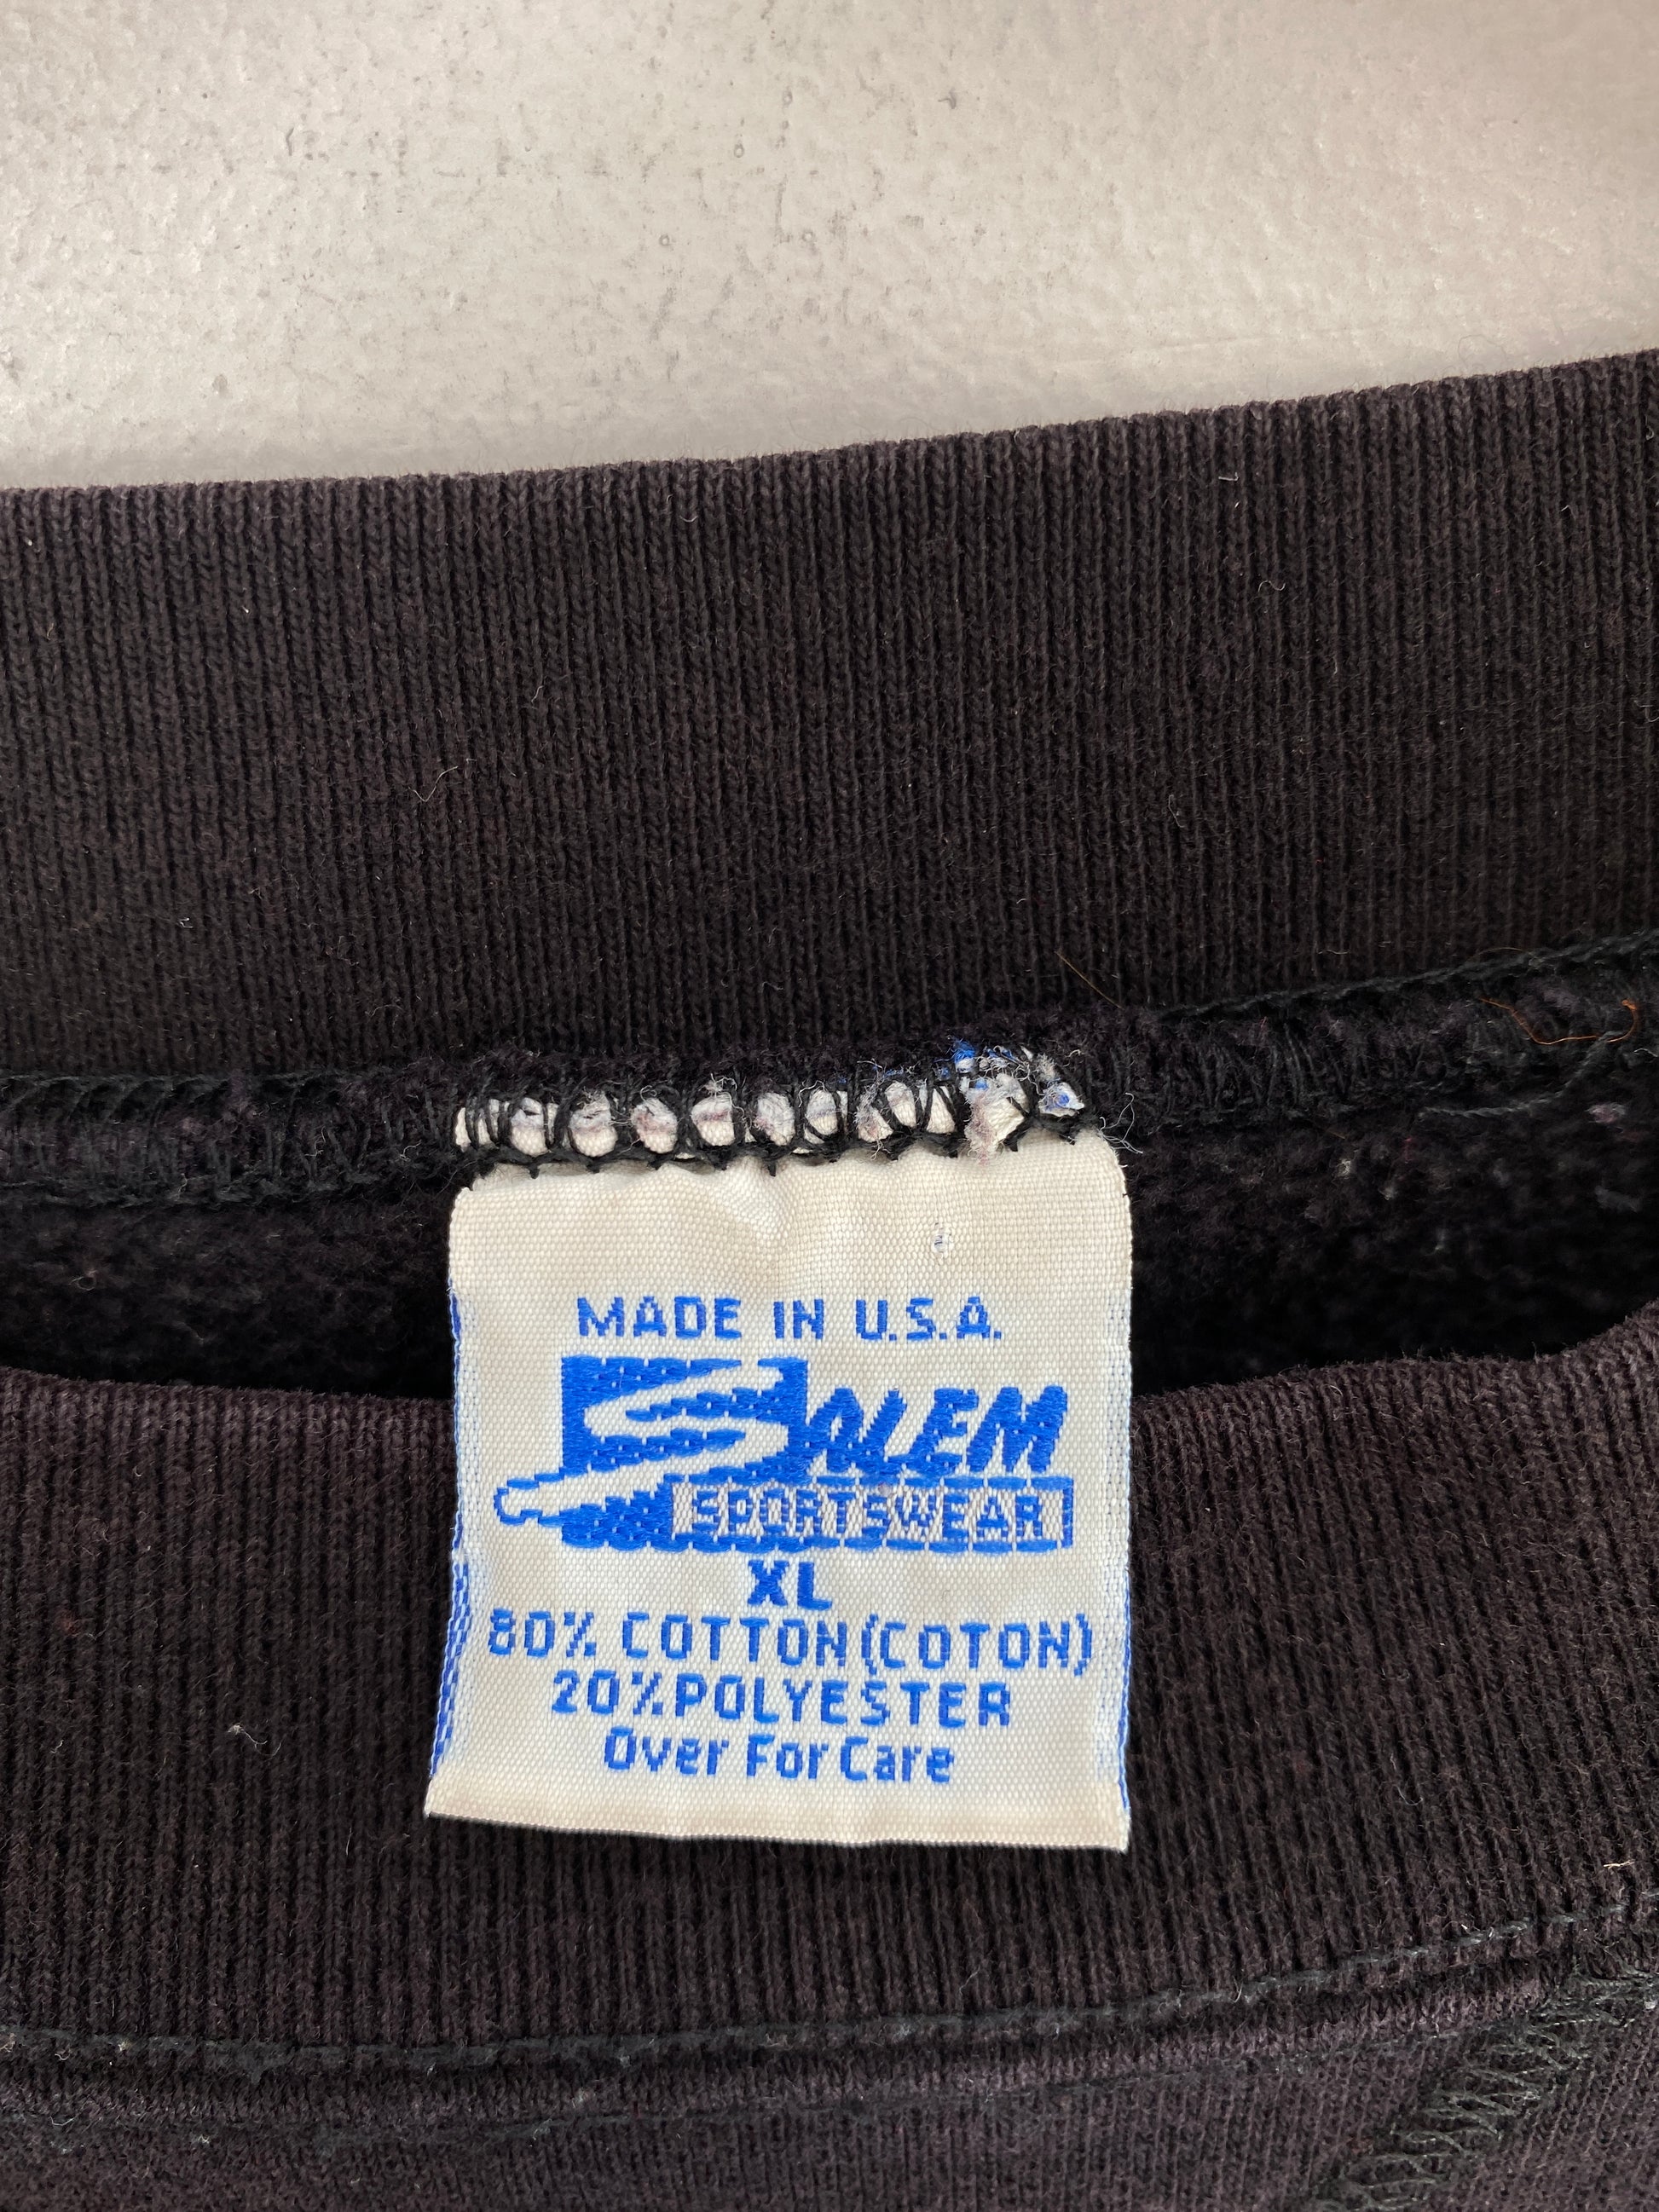 MADE IN U.S.A.
SALEM
SPORTSWEAR
XL
80% COTTON (COTON)
20% POLYESTER
Over For Care